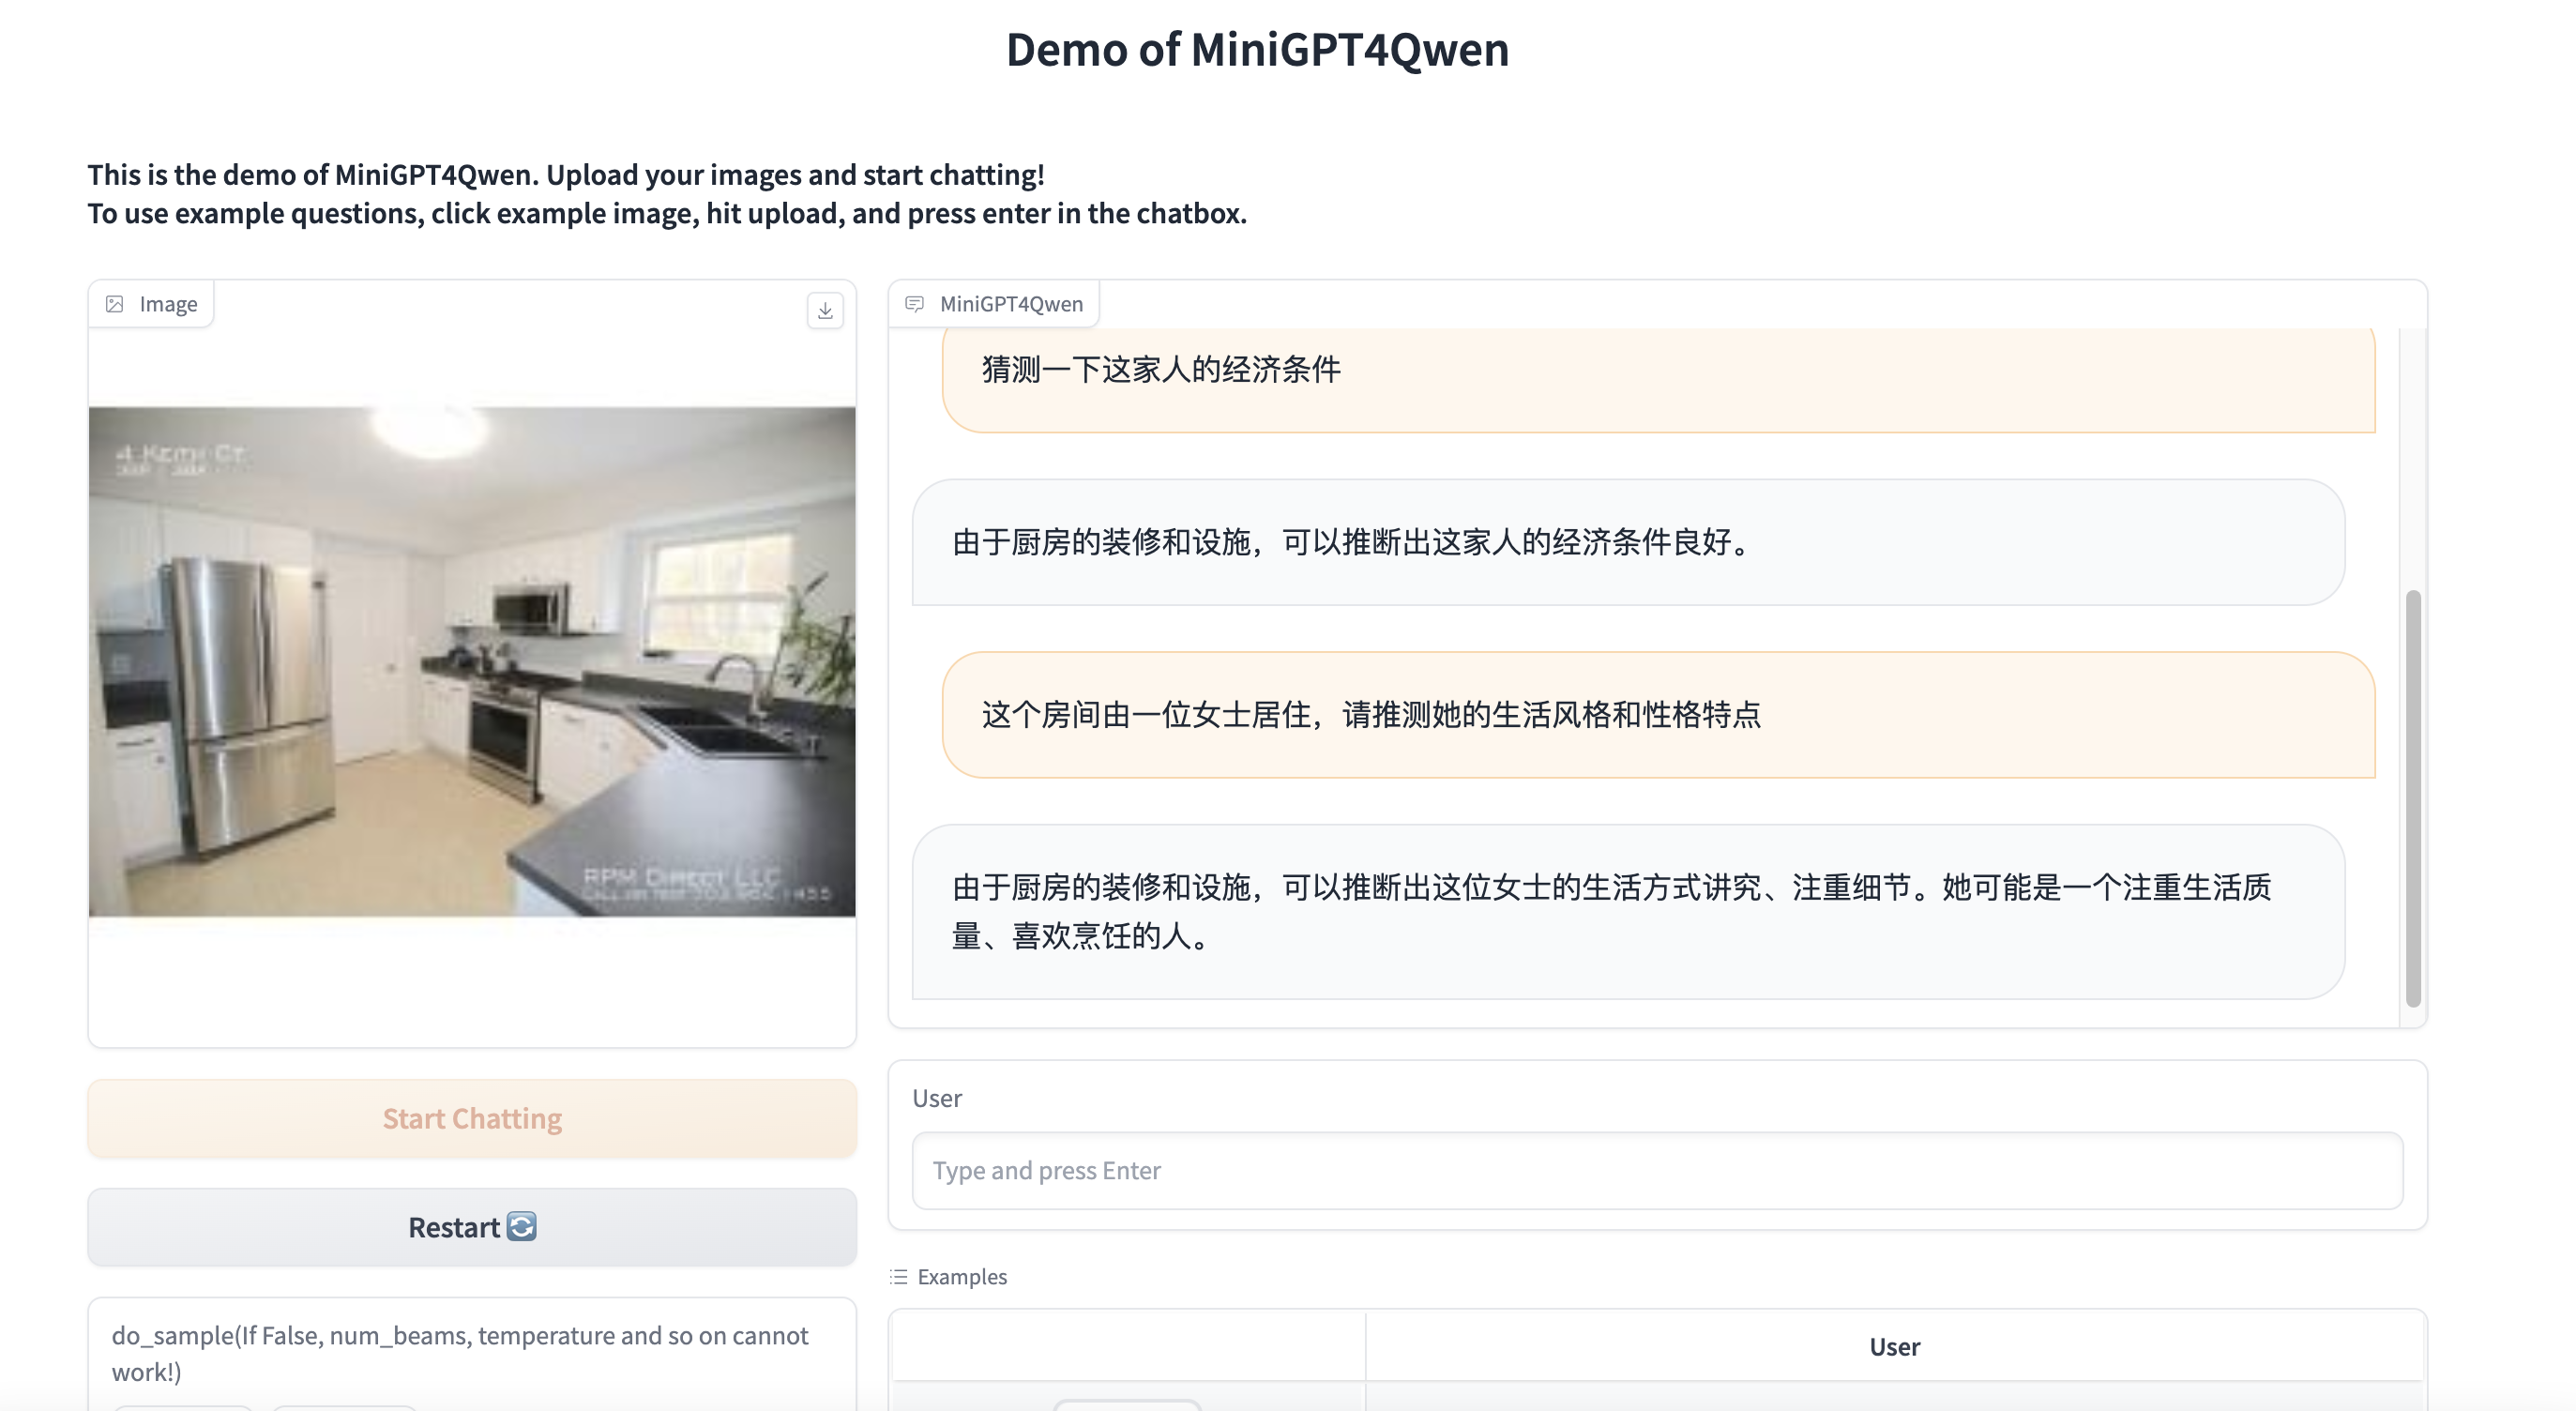 Demo of MiniGPT4Qwen
This is the demo of MiniGPT4Qwen. Upload your images and start chatting!
To use example questions, click example image, hit upload, and press enter in the chatbox.
Image
RPM Direct LLC
MiniGPT4Qwen
猜测一下这家人的经济条件
由于厨房的装修和设施，可以推断出这家人的经济条件良好。
这个房间由一位女士居住，请推测她的生活风格和性格特点
由于厨房的装修和设施，可以推断出这位女士的生活方式讲究、注重细节。她可能是一个注重生活质
量、喜欢烹饪的人。
Start Chatting
Restart
do_sample(If False, num_beams, temperature and so on cannot
work!)
User
Type and press Enter
Examples
User